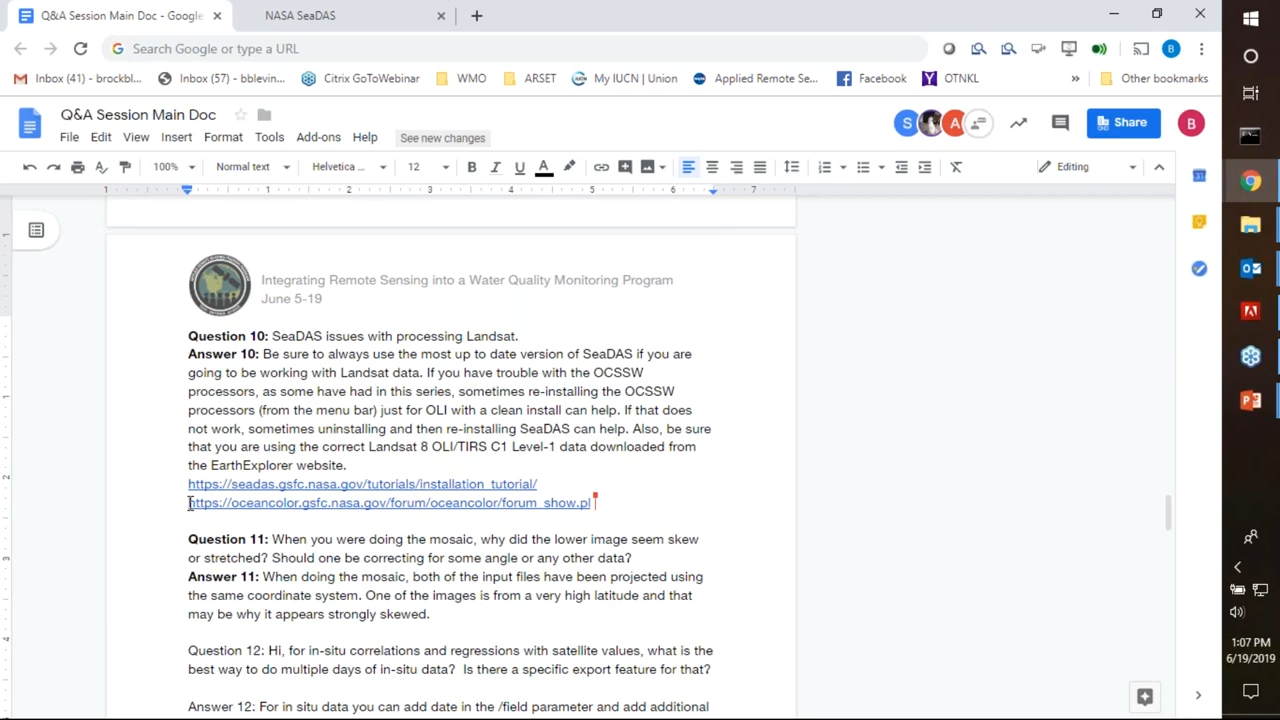 Q&A Session Main Doc - Google
NASA SeaDAS
Search Google or type a URL
B
Inbox (41) - brockbl...
Inbox (57) - bblevin...
Citrix GoToWebinar
WMO
ARSET
My IUCN | Union
Applied Remote Se...
Facebook
OTNKL
»
Other bookmarks
Q&A Session Main Doc
File Edit View Insert Format Tools Add-ons Help See new changes
S
A
Share
B
100% Normal text Helvetica ... 12 B I U A Editing
1 1 2 3 4 5 6 7
Integrating Remote Sensing into a Water Quality Monitoring Program
June 5-19
Question 10: SeaDAS issues with processing Landsat.
Answer 10: Be sure to always use the most up to date version of SeaDAS if you are
going to be working with Landsat data. If you have trouble with the OCSSW
processors, as some have had in this series, sometimes re-installing the OCSSW
processors (from the menu bar) just for OLI with a clean install can help. If that does
not work, sometimes uninstalling and then re-installing SeaDAS can help. Also, be sure
that you are using the correct Landsat 8 OLI/TIRS C1 Level-1 data downloaded from
the EarthExplorer website.
https://seadas.gsfc.nasa.gov/tutorials/installation_tutorial/
https://oceancolor.gsfc.nasa.gov/forum/oceancolor/forum_show.pl
Question 11: When you were doing the mosaic, why did the lower image seem skew
or stretched? Should one be correcting for some angle or any other data?
Answer 11: When doing the mosaic, both of the input files have been projected using
the same coordinate system. One of the images is from a very high latitude and that
may be why it appears strongly skewed.
Question 12: Hi, for in-situ correlations and regressions with satellite values, what is the
best way to do multiple days of in-situ data? Is there a specific export feature for that?
Answer 12: For in situ data you can add date in the /field parameter and add additional
1:07 PM
6/19/2019